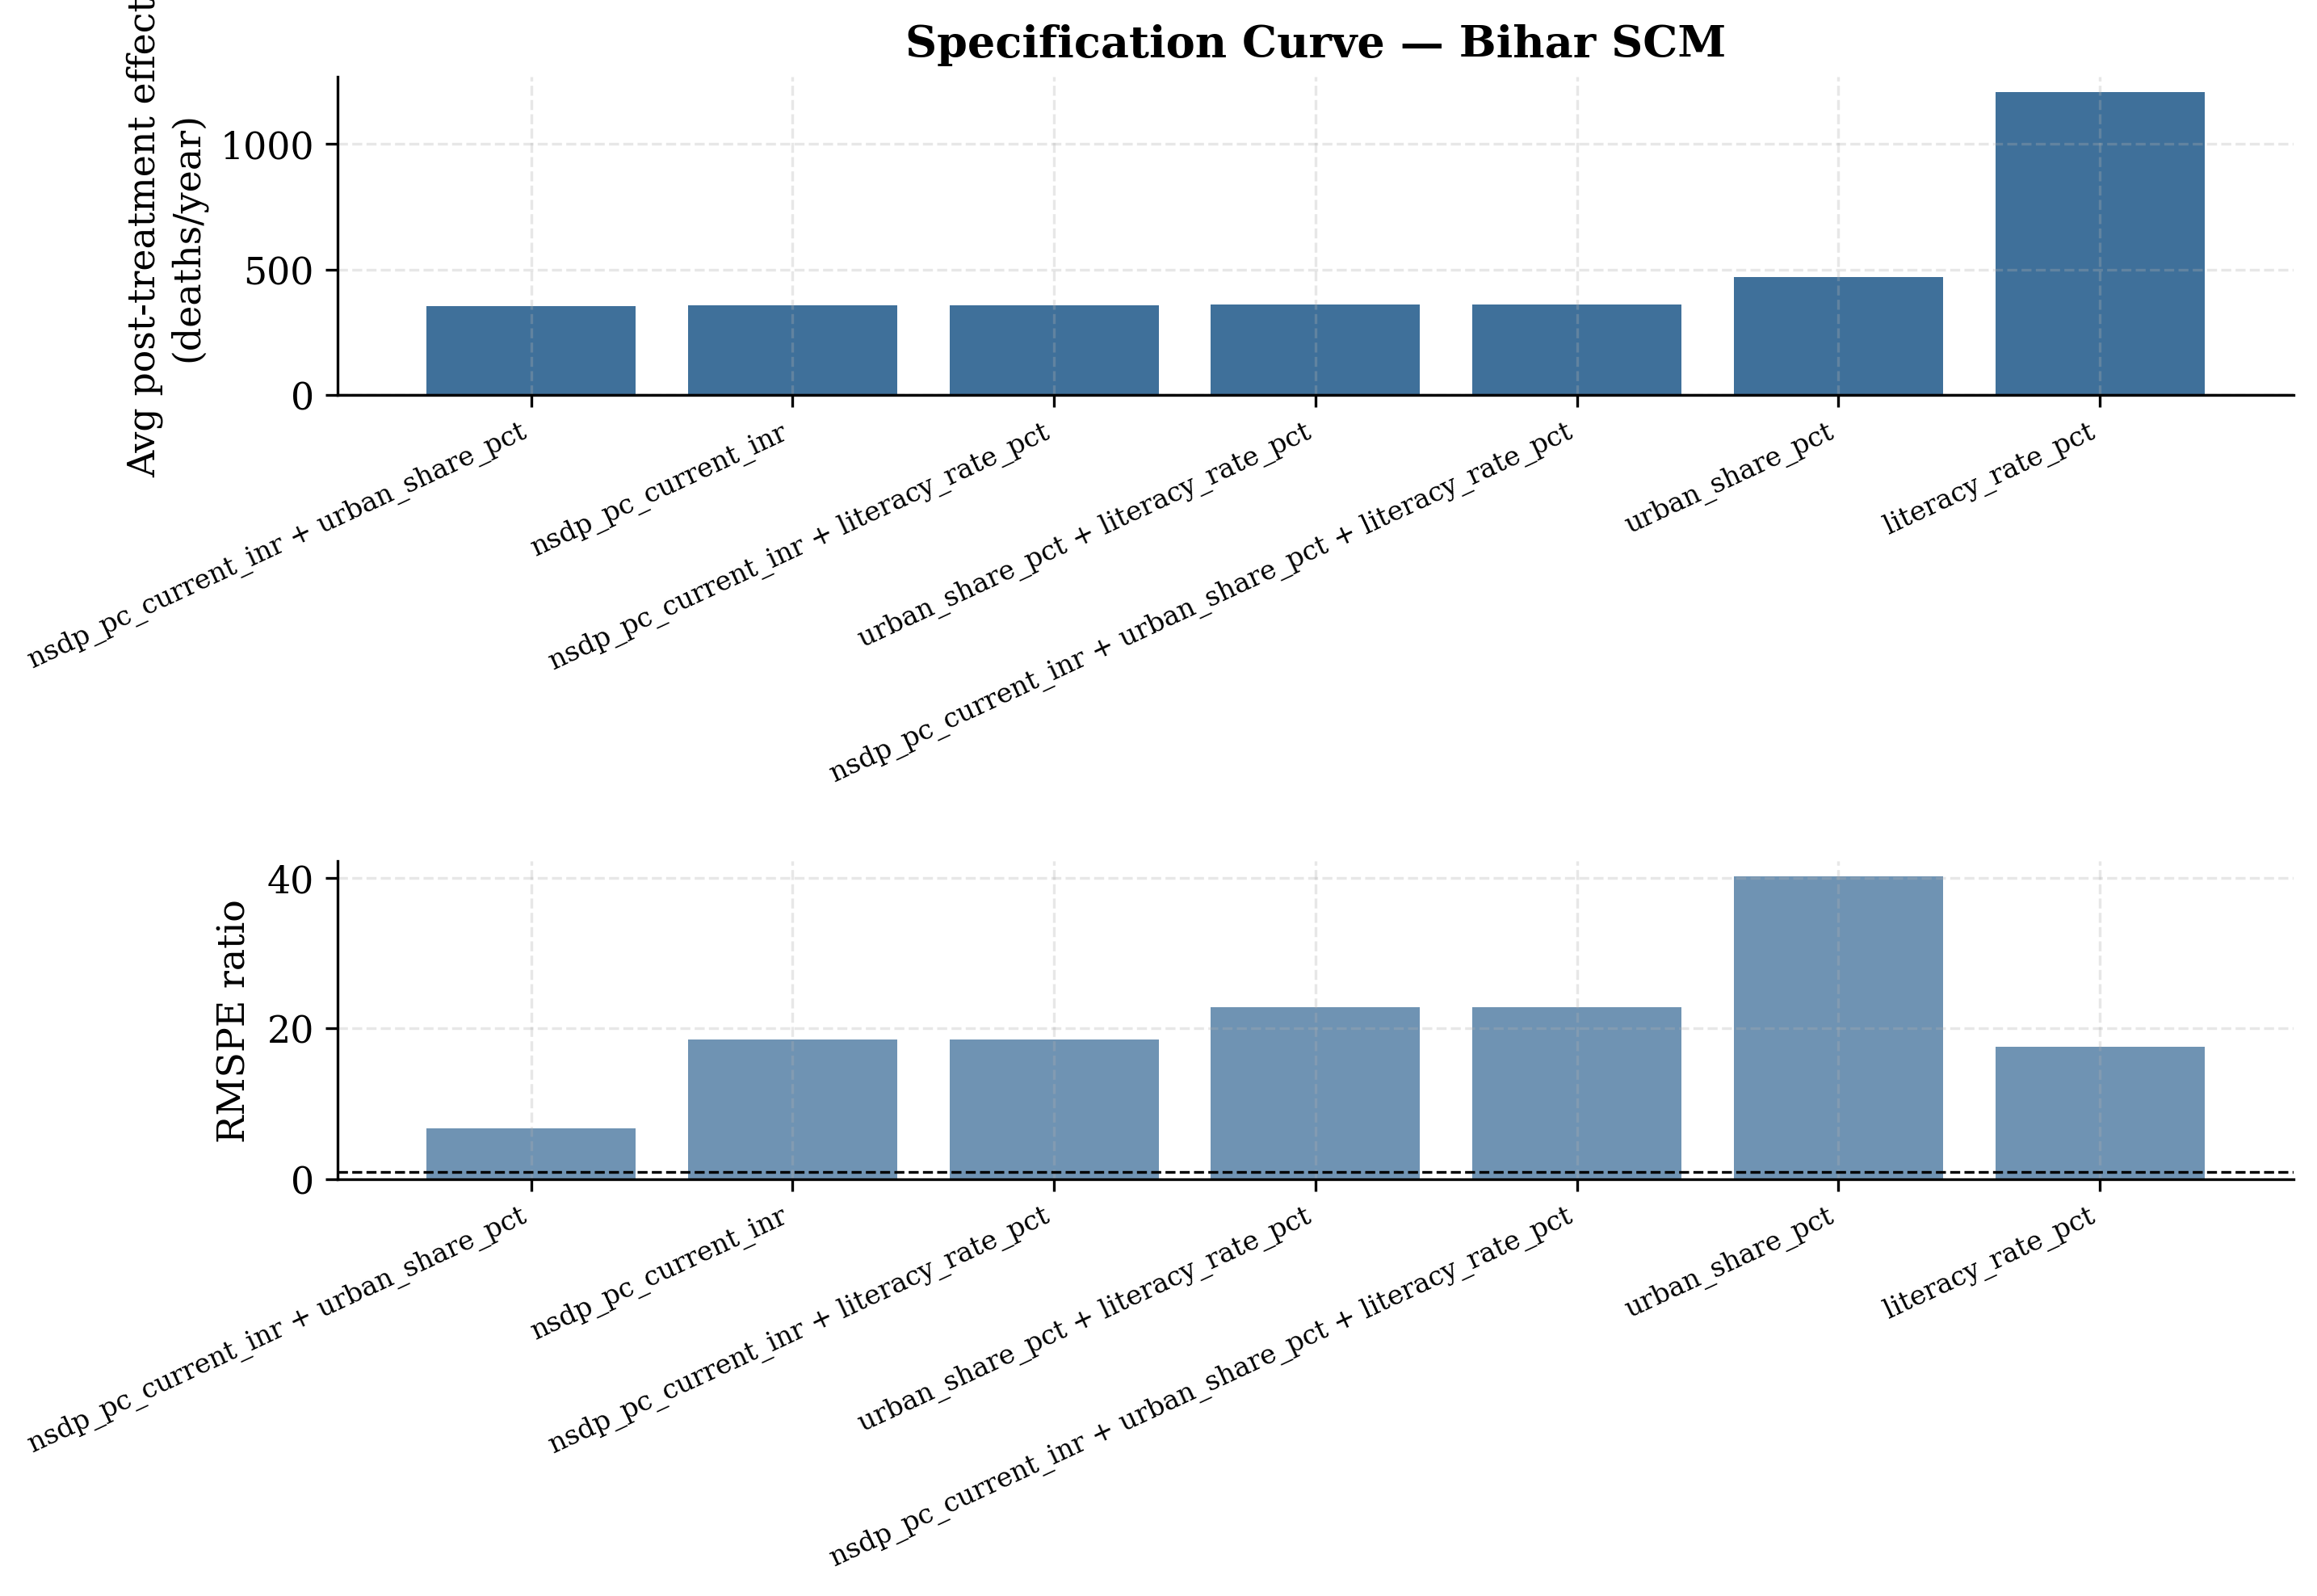 Specification Curve — Bihar SCM
Avg post-treatment effect
(deaths/year)
1000
500
0
nsdp_pc_current_inr + urban_share_pct
nsdp_pc_current_inr
nsdp_pc_current_inr + literacy_rate_pct
urban_share_pct + literacy_rate_pct
nsdp_pc_current_inr + urban_share_pct + literacy_rate_pct
urban_share_pct
literacy_rate_pct
RMSPE ratio
40
20
0
nsdp_pc_current_inr + urban_share_pct
nsdp_pc_current_inr
nsdp_pc_current_inr + literacy_rate_pct
urban_share_pct + literacy_rate_pct
nsdp_pc_current_inr + urban_share_pct + literacy_rate_pct
urban_share_pct
literacy_rate_pct